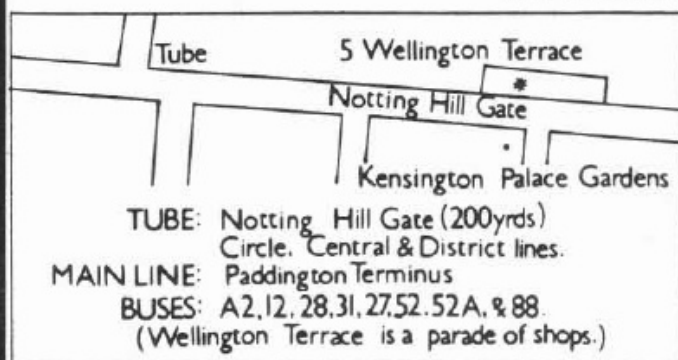 Tube
5 Wellington Terrace
*
Notting Hill Gate
Kensington Palace Gardens
TUBE: Notting Hill Gate (200yrds)
Circle. Central & District lines.
MAIN LINE: Paddington Terminus
BUSES: A2,12,28,31,27,52.52A,& 88.
(Wellington Terrace is a parade of shops.)